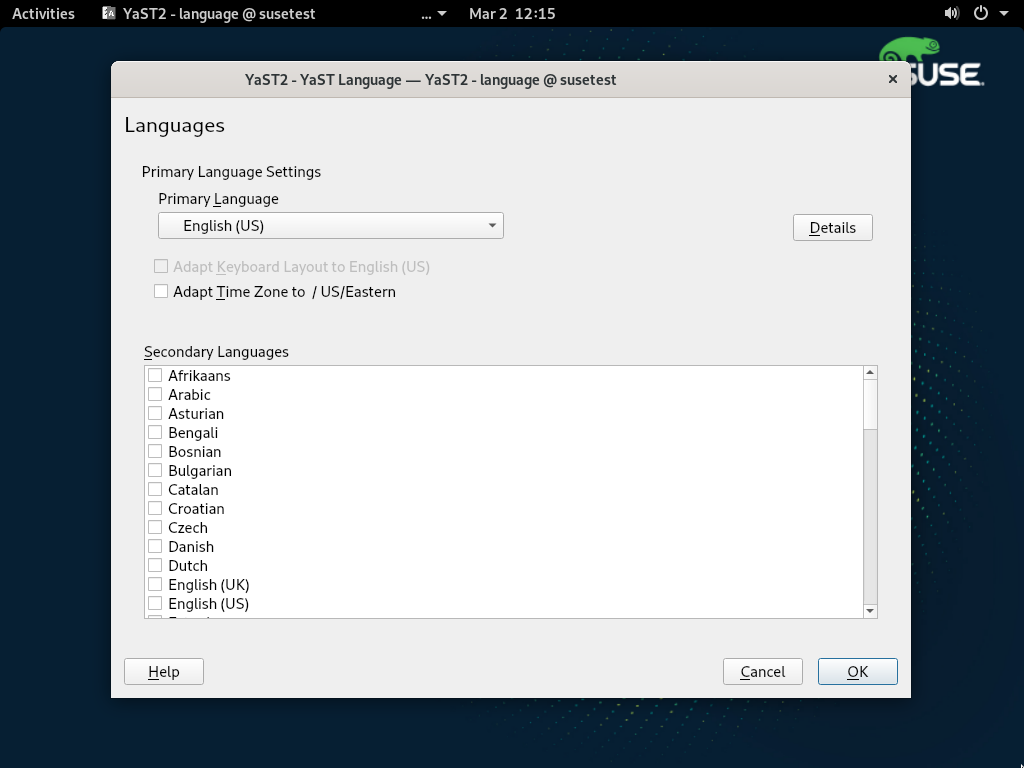 Activities YaST2 - language @ susetest ... Mar 2 12:15
SUSE
YaST2 - YaST Language — YaST2 - language @ susetest
Languages
Primary Language Settings
Primary Language
English (US)
Details
Adapt Keyboard Layout to English (US)
Adapt Time Zone to / US/Eastern
Secondary Languages
Afrikaans
Arabic
Asturian
Bengali
Bosnian
Bulgarian
Catalan
Croatian
Czech
Danish
Dutch
English (UK)
English (US)
Help Cancel OK